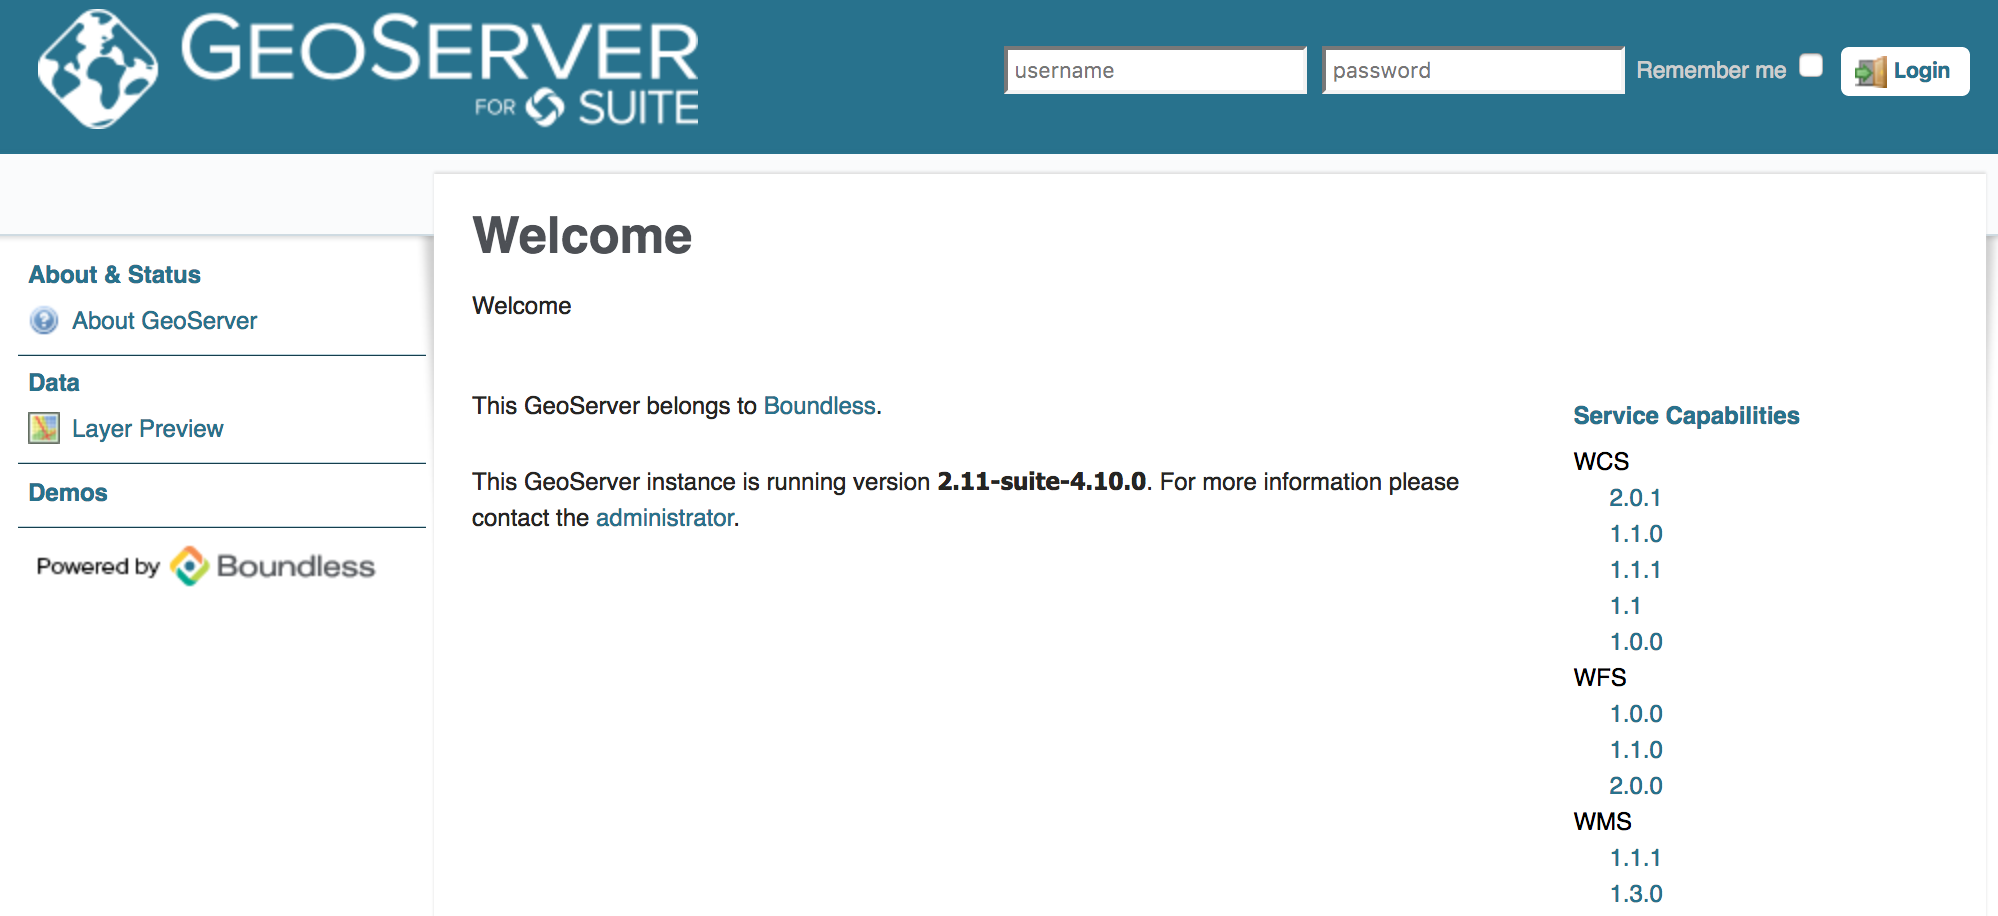 GEOSERVER
FOR SUITE
username
password
Remember me
Login
About & Status
About GeoServer
Data
Layer Preview
Demos
Powered by Boundless
Welcome
Welcome
This GeoServer belongs to Boundless.
This GeoServer instance is running version 2.11-suite-4.10.0. For more information please
contact the administrator.
Service Capabilities
WCS
2.0.1
1.1.0
1.1.1
1.1
1.0.0
WFS
1.0.0
1.1.0
2.0.0
WMS
1.1.1
1.3.0